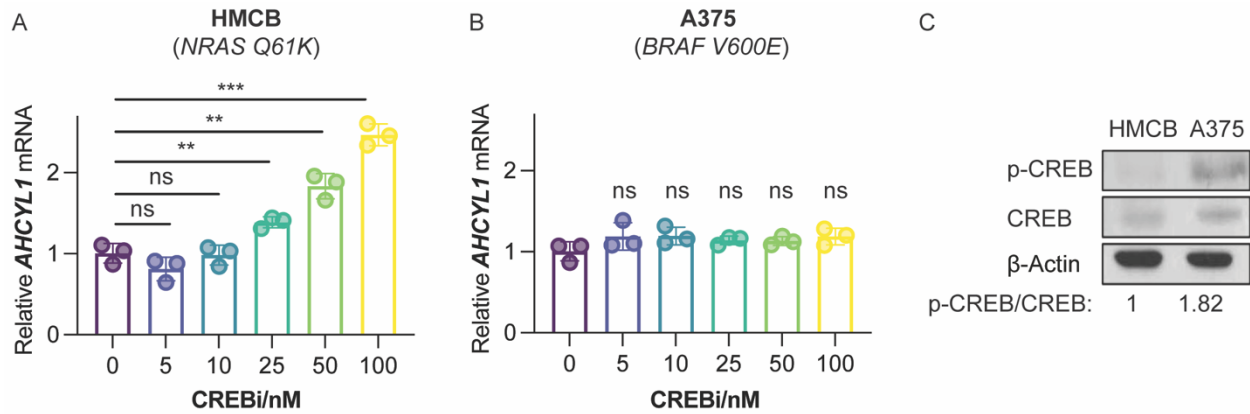 A
HMCB
(NRAS Q61K)
Relative AHCYL1 mRNA
***
**
**
ns
ns
2
1
0
0 5 10 25 50 100
CREBi/nM
B
A375
(BRAF V600E)
Relative AHCYL1 mRNA
ns ns ns ns ns
2
1
0
0 5 10 25 50 100
CREBi/nM
C
HMCB A375
p-CREB
CREB
β-Actin
p-CREB/CREB: 1 1.82